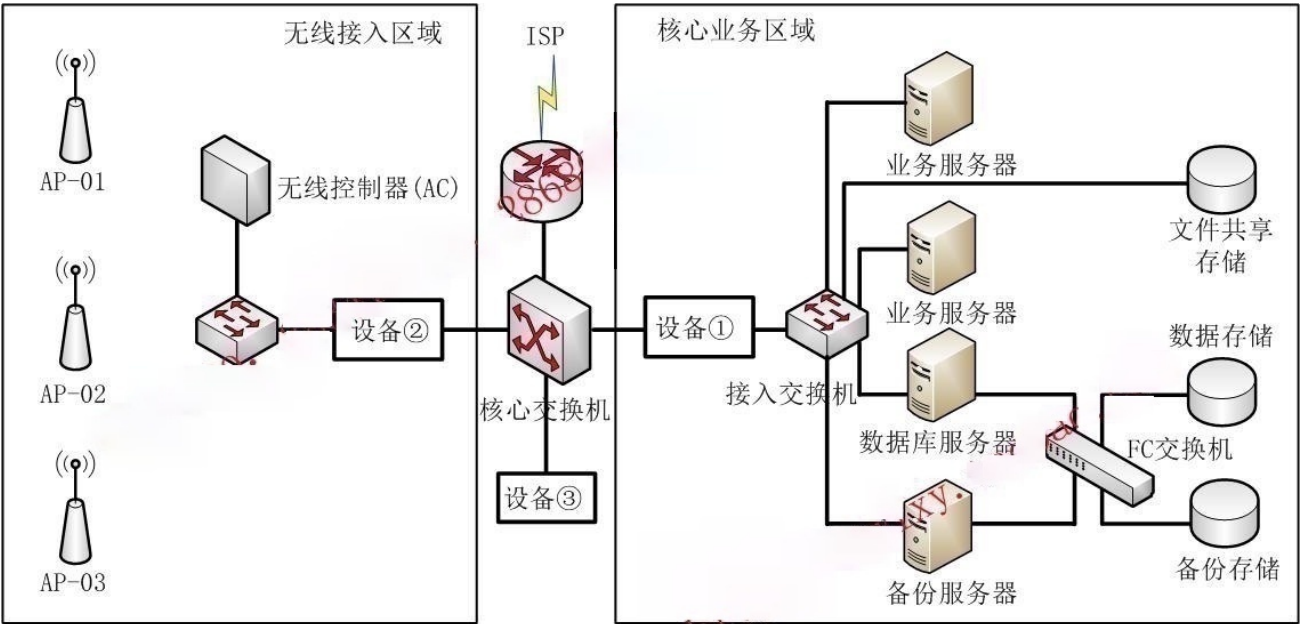 无线接入区域
ISP
核心业务区域
AP-01
无线控制器(AC)
业务服务器
文件共享
存储
AP-02
设备②
核心交换机
设备①
接入交换机
业务服务器
数据库服务器
数据存储
FC交换机
设备③
AP-03
备份服务器
备份存储